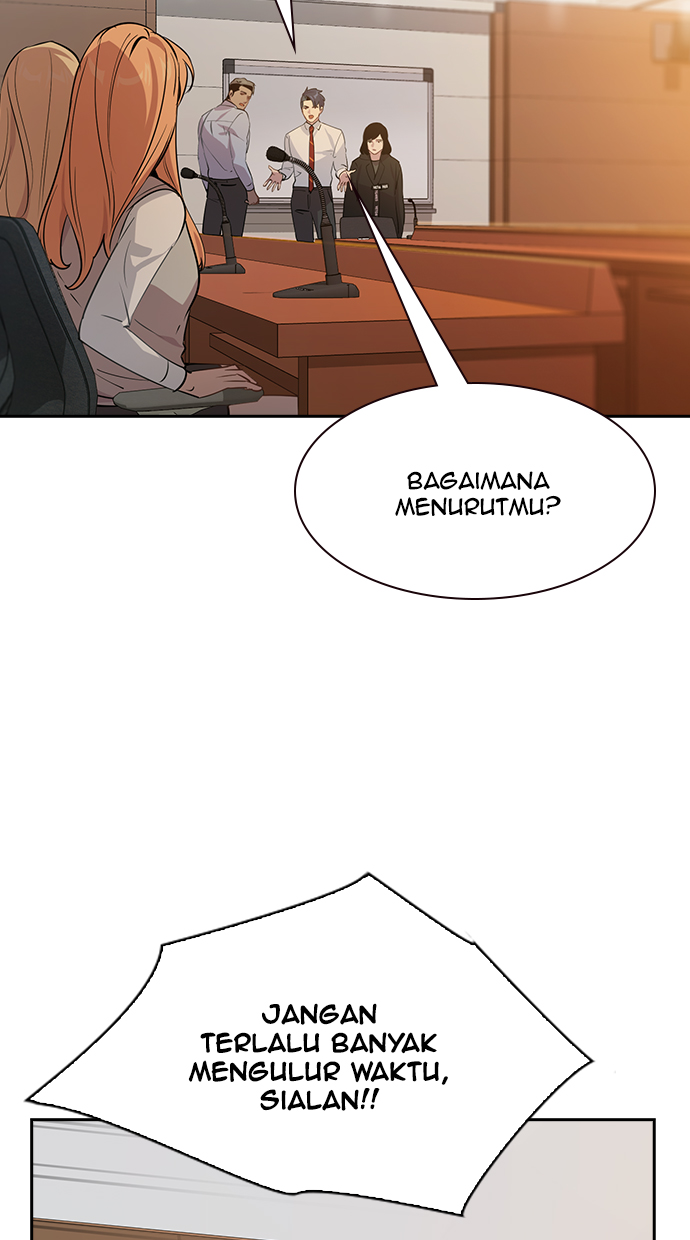 BAGAIMANA
MENURUTMU?
JANGAN
TERLALU BANYAK
MENGULUR WAKTU,
SIALAN!!